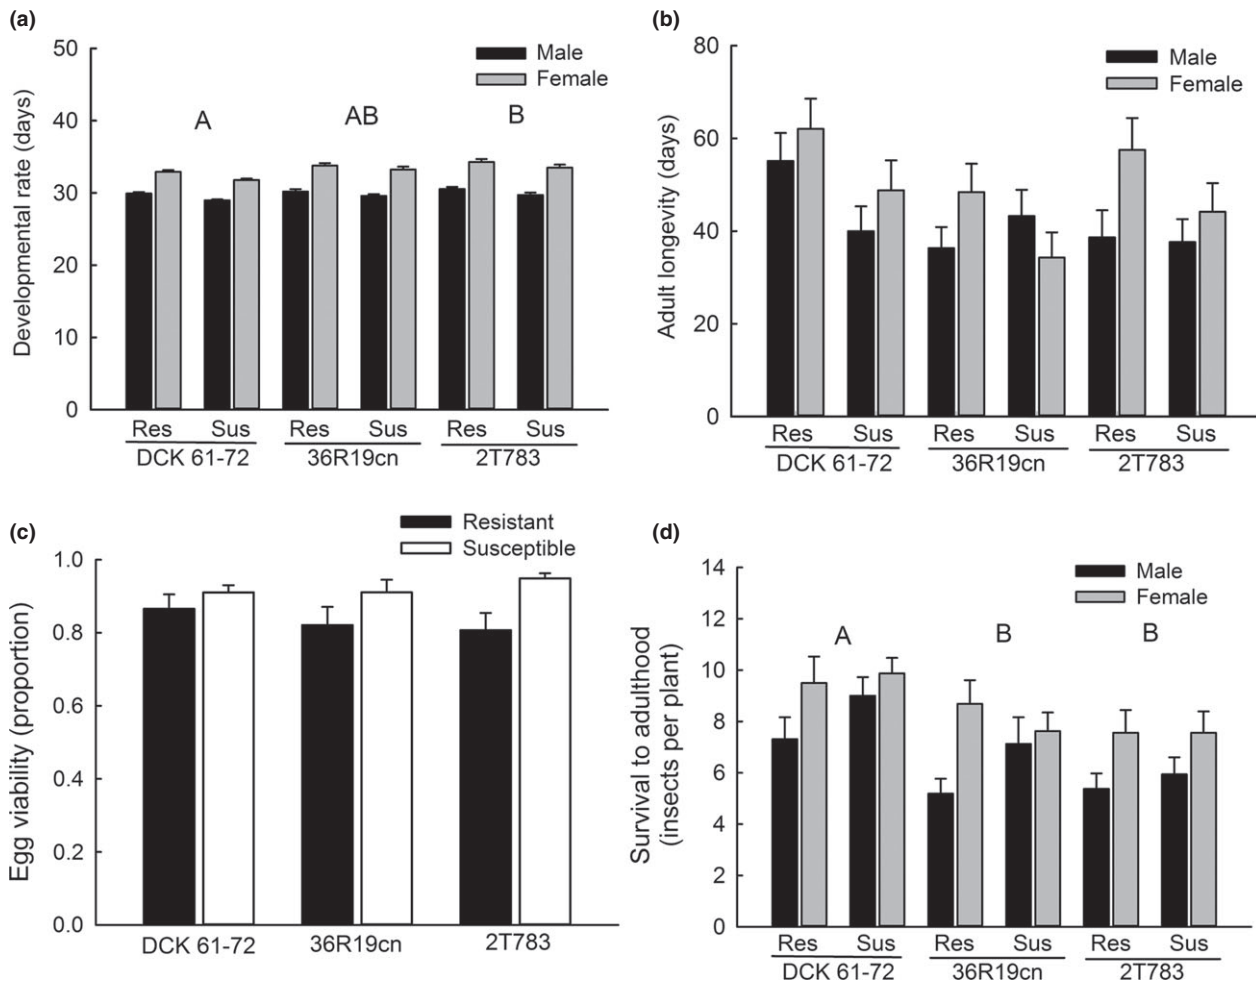 (a)
Male
Female
50
40
30
20
10
0
Developmental rate (days)
A
AB
B
Res
Sus
Res
Sus
Res
Sus
DCK 61-72
36R19cn
2T783
(b)
Male
Female
80
60
40
20
0
Adult longevity (days)
Res
Sus
Res
Sus
Res
Sus
DCK 61-72
36R19cn
2T783
(c)
Resistant
Susceptible
1.0
0.8
0.6
0.4
0.2
0.0
Egg viability (proportion)
DCK 61-72
36R19cn
2T783
(d)
Male
Female
14
12
10
8
6
4
2
0
Survival to adulthood
(insects per plant)
A
B
B
Res
Sus
Res
Sus
Res
Sus
DCK 61-72
36R19cn
2T783